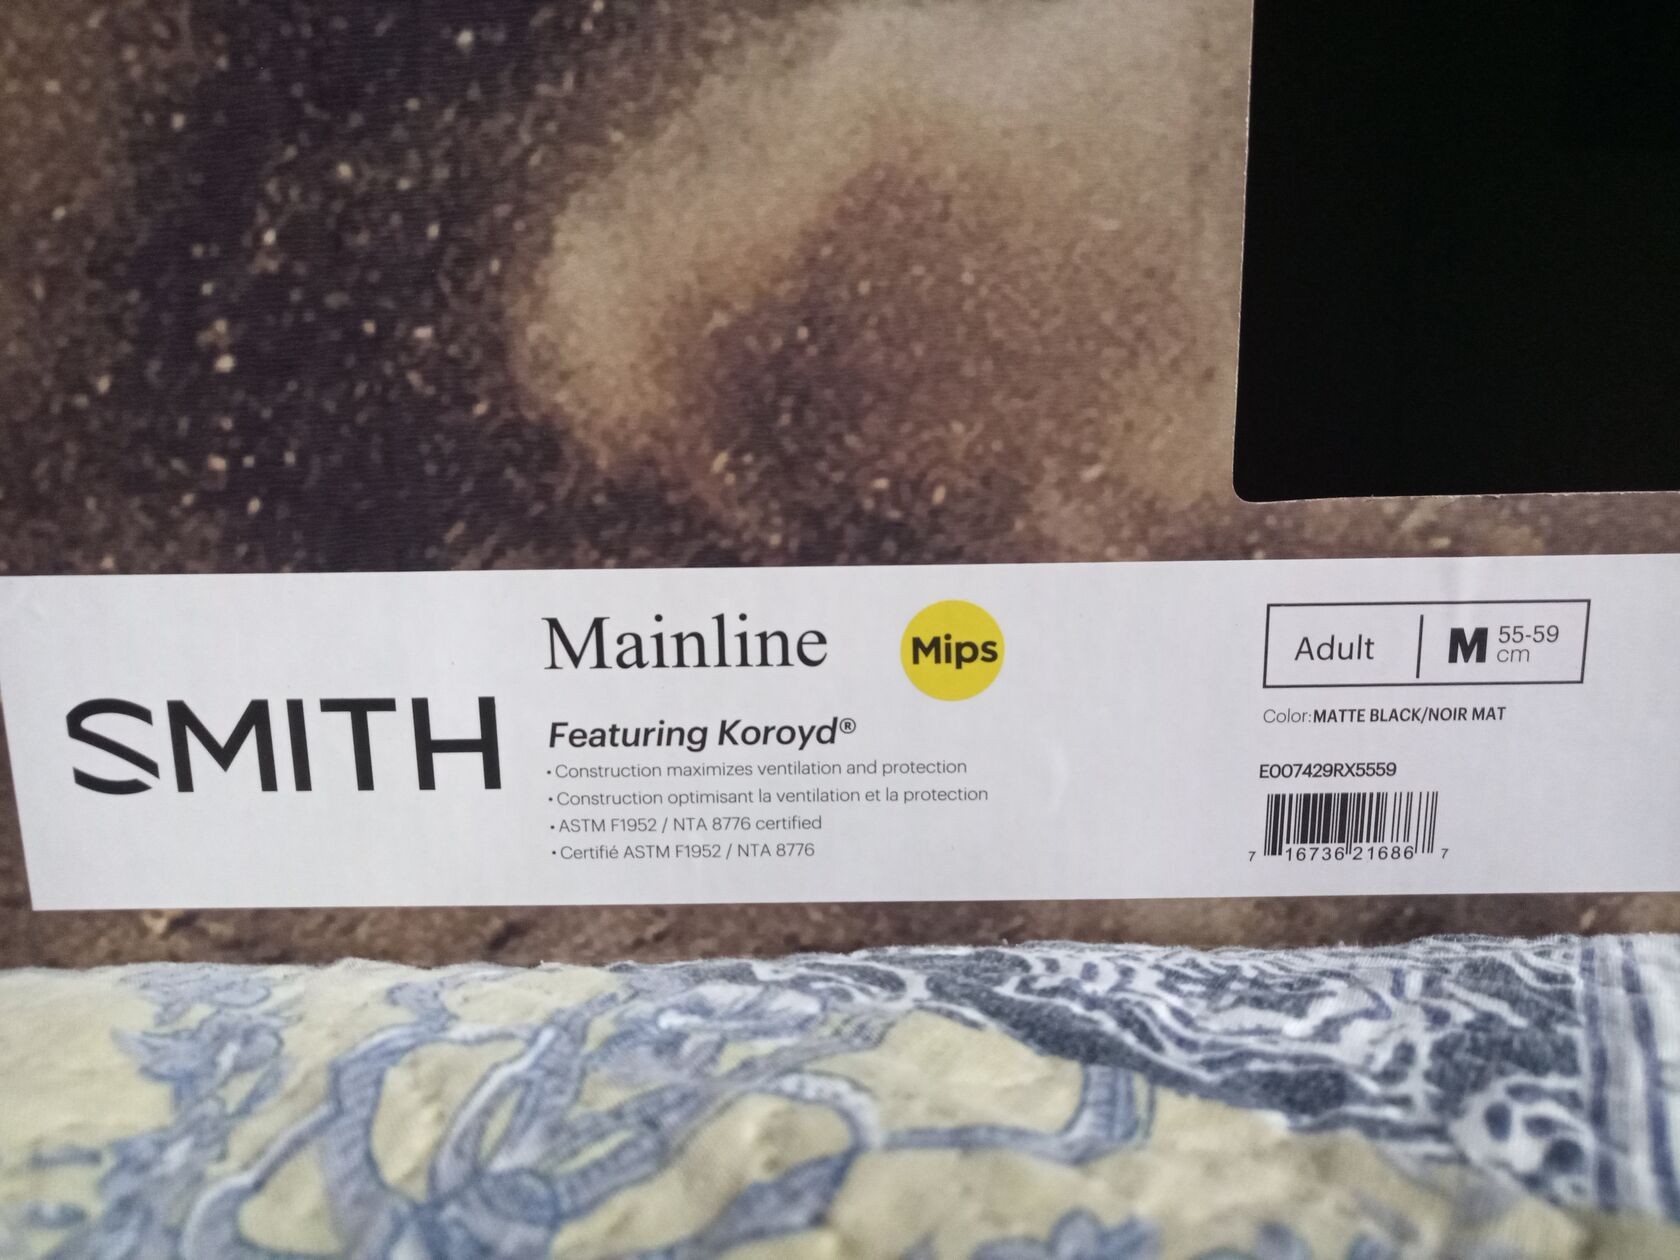 SMITH
Mainline
Mips
Featuring Koroyd®
• Construction maximizes ventilation and protection
• Construction optimisant la ventilation et la protection
• ASTM F1952 / NTA 8776 certified
• Certifié ASTM F1952 / NTA 8776
Adult | M 55-59 cm
Color: MATTE BLACK/NOIR MAT
E007429RX5559
7 16736 21686 7